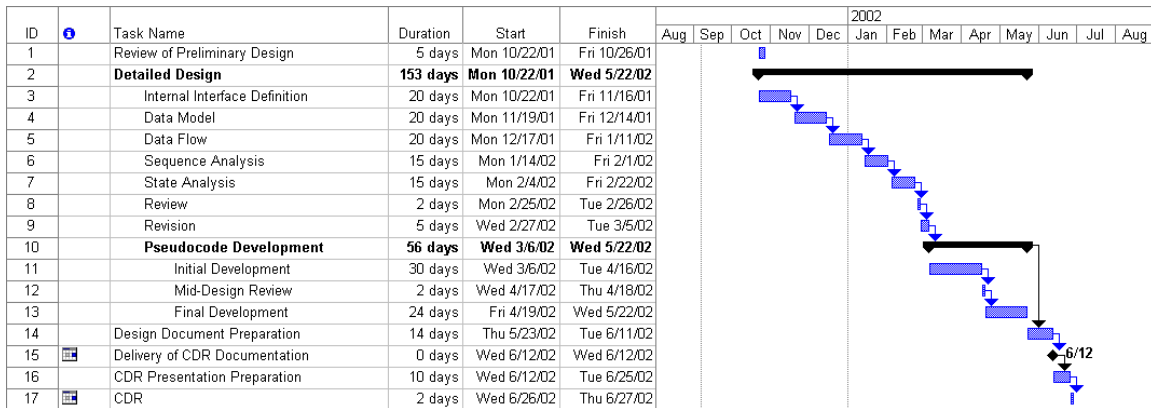 2002
ID Task Name Duration Start Finish Aug Sep Oct Nov Dec Jan Feb Mar Apr May Jun Jul Aug
1 Review of Preliminary Design 5 days Mon 10/22/01 Fri 10/26/01
2 Detailed Design 153 days Mon 10/22/01 Wed 5/22/02
3 Internal Interface Definition 20 days Mon 10/22/01 Fri 11/16/01
4 Data Model 20 days Mon 11/19/01 Fri 12/14/01
5 Data Flow 20 days Mon 12/17/01 Fri 1/11/02
6 Sequence Analysis 15 days Mon 1/14/02 Fri 2/1/02
7 State Analysis 15 days Mon 2/4/02 Fri 2/22/02
8 Review 2 days Mon 2/25/02 Tue 2/26/02
9 Revision 5 days Wed 2/27/02 Tue 3/5/02
10 Pseudocode Development 56 days Wed 3/6/02 Wed 5/22/02
11 Initial Development 30 days Wed 3/6/02 Tue 4/16/02
12 Mid-Design Review 2 days Wed 4/17/02 Thu 4/18/02
13 Final Development 24 days Fri 4/19/02 Wed 5/22/02
14 Design Document Preparation 14 days Thu 5/23/02 Tue 6/11/02
15 Delivery of CDR Documentation 0 days Wed 6/12/02 Wed 6/12/02 6/12
16 CDR Presentation Preparation 10 days Wed 6/12/02 Tue 6/25/02
17 CDR 2 days Wed 6/26/02 Thu 6/27/02